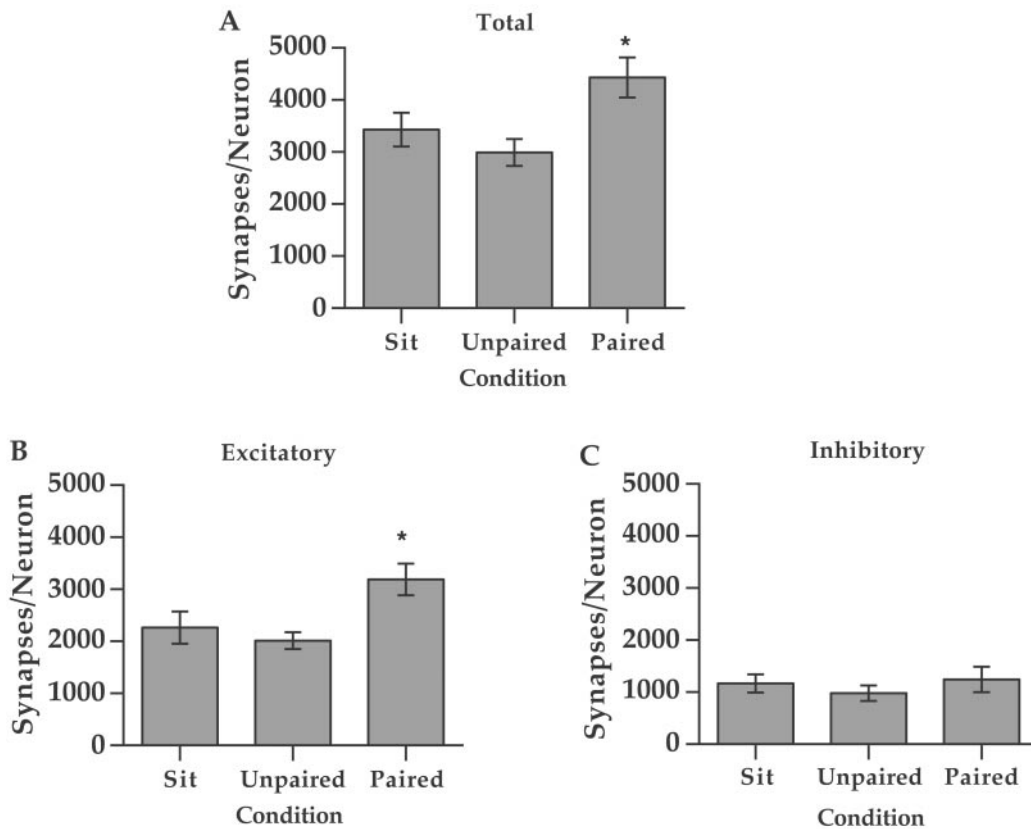 A
Total
*
5000
4000
3000
2000
1000
0
Synapses/Neuron
Sit Unpaired Paired
Condition
B
Excitatory
*
5000
4000
3000
2000
1000
0
Synapses/Neuron
Sit Unpaired Paired
Condition
C
Inhibitory
5000
4000
3000
2000
1000
0
Synapses/Neuron
Sit Unpaired Paired
Condition